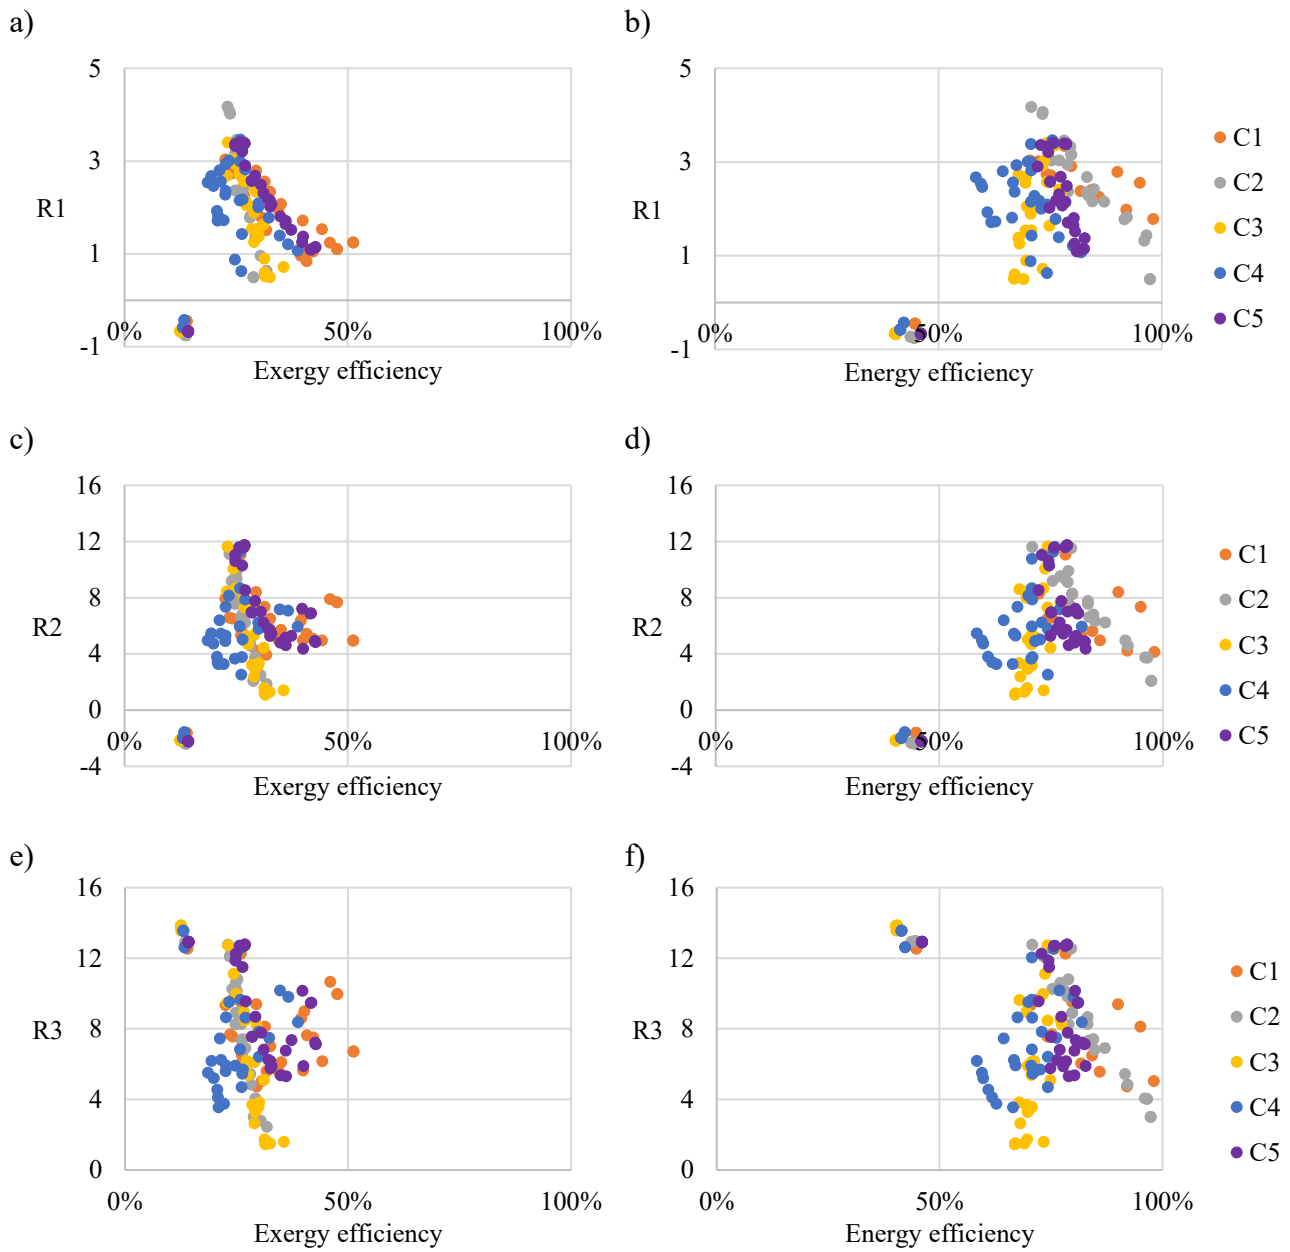 a)
b)
5
3
1
-1
R1
0%
50%
100%
Exergy efficiency
5
3
1
-1
R1
0%
50%
100%
Energy efficiency
C1
C2
C3
C4
C5
c)
d)
16
12
8
4
0
-4
R2
0%
50%
100%
Exergy efficiency
16
12
8
4
0
-4
R2
0%
50%
100%
Energy efficiency
C1
C2
C3
C4
C5
e)
f)
16
12
8
4
0
R3
0%
50%
100%
Exergy efficiency
16
12
8
4
0
R3
0%
50%
100%
Energy efficiency
C1
C2
C3
C4
C5